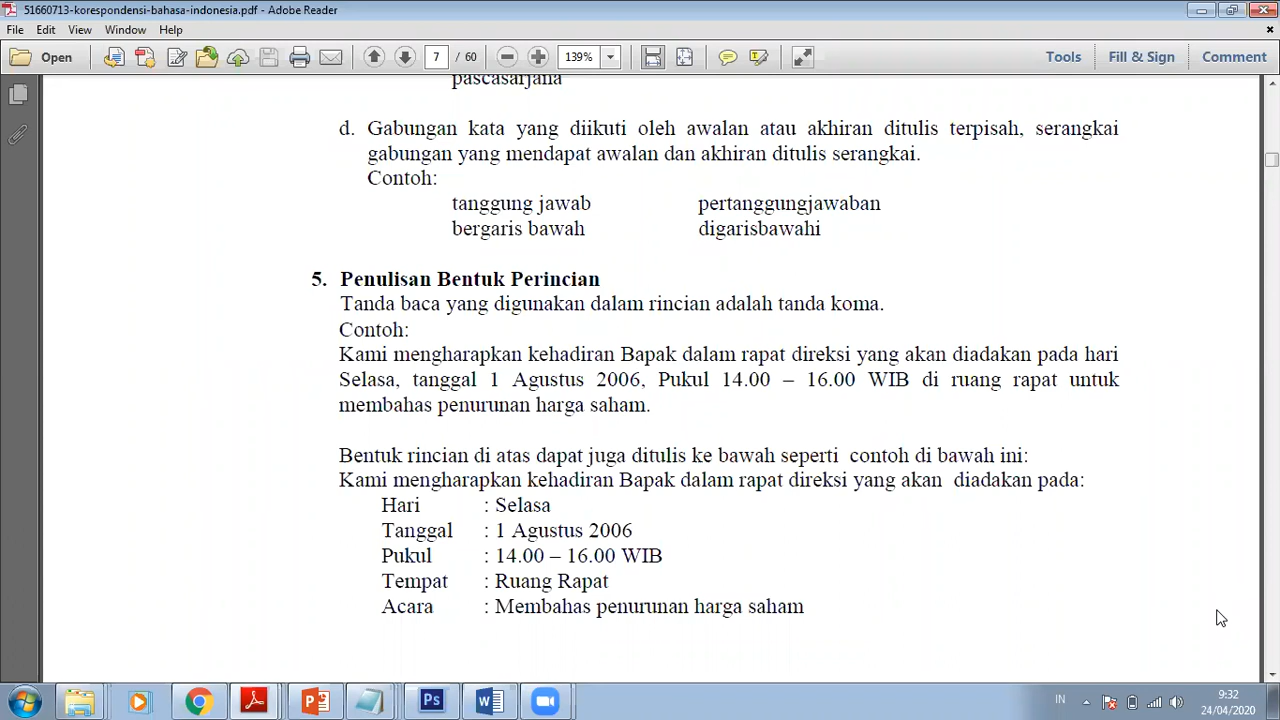 51660713-korespondensi-bahasa-indonesia.pdf - Adobe Reader
File Edit View Window Help
Open 7 / 60 139% Tools Fill & Sign Comment
pascasarjana
d. Gabungan kata yang diikuti oleh awalan atau akhiran ditulis terpisah, serangkai
gabungan yang mendapat awalan dan akhiran ditulis serangkai.
Contoh:
tanggung jawab pertanggungjawaban
bergaris bawah digarisbawahi
5. Penulisan Bentuk Perincian
Tanda baca yang digunakan dalam rincian adalah tanda koma.
Contoh:
Kami mengharapkan kehadiran Bapak dalam rapat direksi yang akan diadakan pada hari
Selasa, tanggal 1 Agustus 2006, Pukul 14.00 – 16.00 WIB di ruang rapat untuk
membahas penurunan harga saham.
Bentuk rincian di atas dapat juga ditulis ke bawah seperti contoh di bawah ini:
Kami mengharapkan kehadiran Bapak dalam rapat direksi yang akan diadakan pada:
Hari : Selasa
Tanggal : 1 Agustus 2006
Pukul : 14.00 – 16.00 WIB
Tempat : Ruang Rapat
Acara : Membahas penurunan harga saham
Ps
IN
9:32
24/04/2020